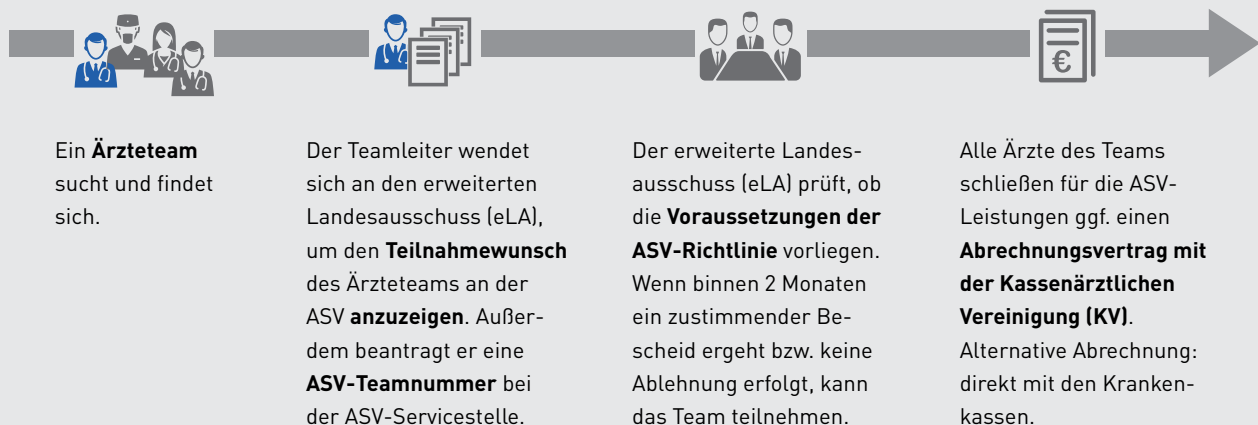 €
Ein Ärzteteam
sucht und findet
sich.
Der Teamleiter wendet
sich an den erweiterten
Landesausschuss (eLA),
um den Teilnahmewunsch
des Ärzteteams an der
ASV anzuzeigen. Außer-
dem beantragt er eine
ASV-Teamnummer bei
der ASV-Servicestelle.
Der erweiterte Landes-
ausschuss (eLA) prüft, ob
die Voraussetzungen der
ASV-Richtlinie vorliegen.
Wenn binnen 2 Monaten
ein zustimmender Be-
scheid ergeht bzw. keine
Ablehnung erfolgt, kann
das Team teilnehmen.
Alle Ärzte des Teams
schließen für die ASV-
Leistungen ggf. einen
Abrechnungsvertrag mit
der Kassenärztlichen
Vereinigung (KV).
Alternative Abrechnung:
direkt mit den Kranken-
kassen.